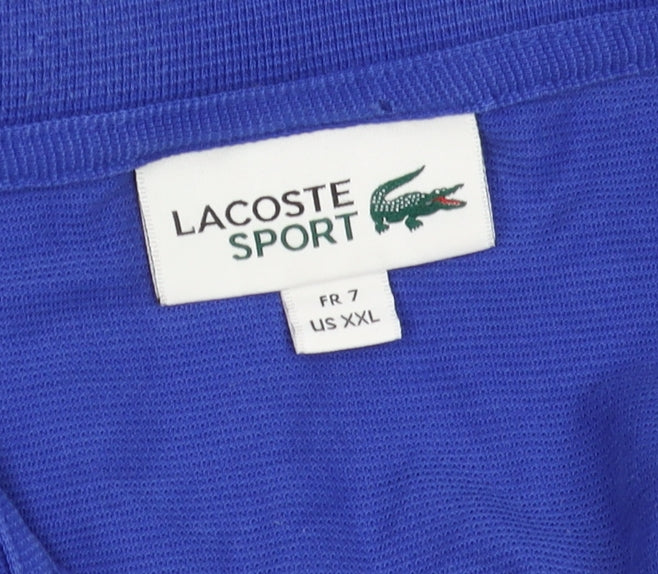 LACOSTE
SPORT
FR 7
US XXL